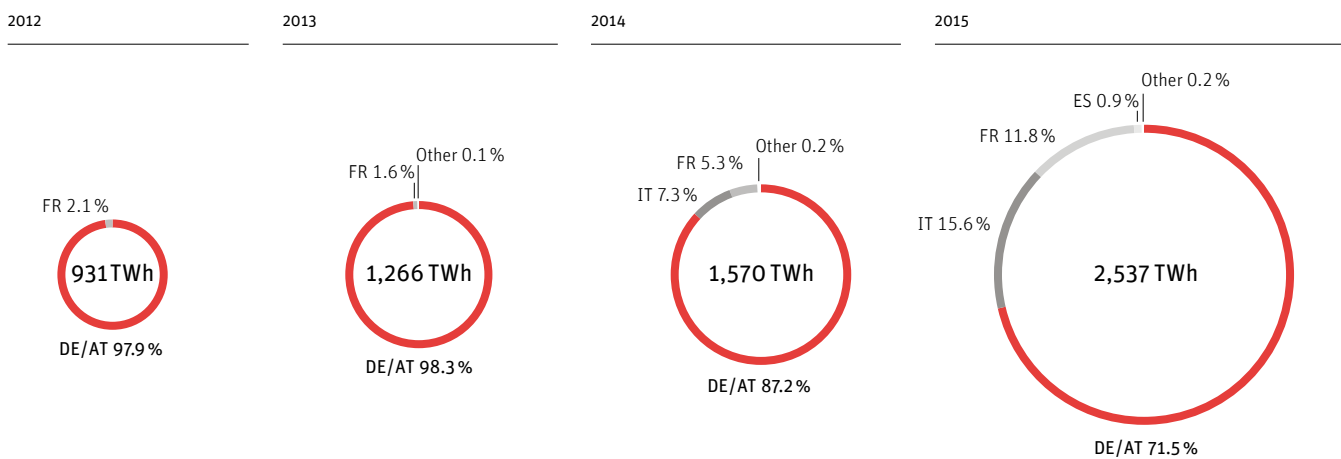 2012
FR 2.1 %
931 TWh
DE/AT 97.9 %
2013
Other 0.1 %
FR 1.6 %
1,266 TWh
DE/AT 98.3 %
2014
Other 0.2 %
FR 5.3 %
IT 7.3 %
1,570 TWh
DE/AT 87.2 %
2015
Other 0.2 %
ES 0.9 %
FR 11.8 %
IT 15.6 %
2,537 TWh
DE/AT 71.5 %